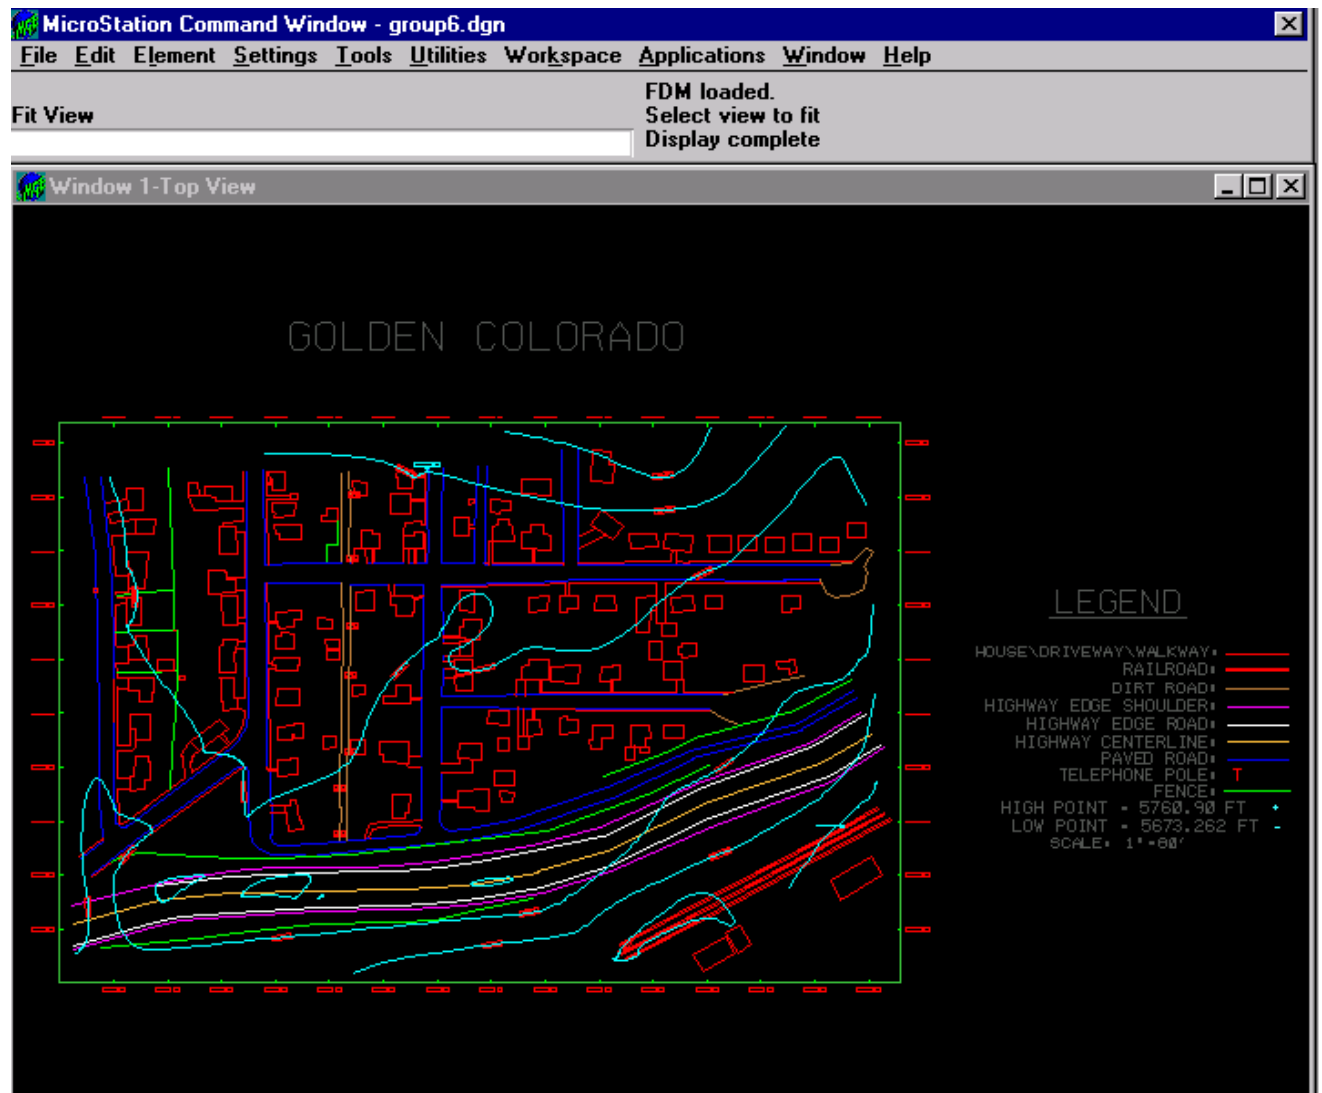 MicroStation Command Window - group6.dgn
File Edit Element Settings Tools Utilities Workspace Applications Window Help
FDM loaded.
Fit View
Select view to fit
Display complete
Window 1-Top View
GOLDEN COLORADO
LEGEND
HOUSE\DRIVEWAY\WALKWAY:
RAILROAD:
DIRT ROAD:
HIGHWAY EDGE SHOULDER:
HIGHWAY EDGE ROAD:
HIGHWAY CENTERLINE:
PAVED ROAD:
TELEPHONE POLE: T
FENCE:
HIGH POINT = 5760.90 FT +
LOW POINT = 5673.262 FT -
SCALE: 1"=80'